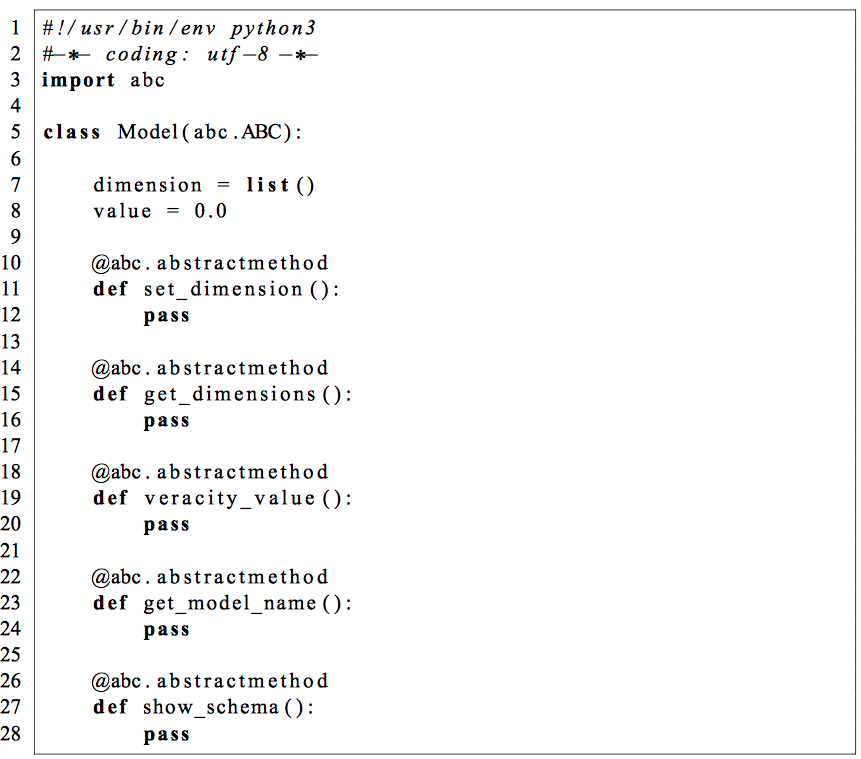 1 #!/usr/bin/env python3
2 #-*- coding: utf-8 -*-
3 import abc
4
5 class Model(abc.ABC):
6
7     dimension = list()
8     value = 0.0
9
10     @abc.abstractmethod
11     def set_dimension():
12         pass
13
14     @abc.abstractmethod
15     def get_dimensions():
16         pass
17
18     @abc.abstractmethod
19     def veracity_value():
20         pass
21
22     @abc.abstractmethod
23     def get_model_name():
24         pass
25
26     @abc.abstractmethod
27     def show_schema():
28         pass